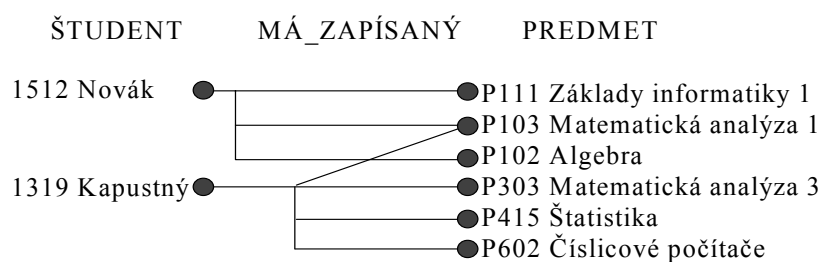 ŠTUDENT MÁ_ZAPÍSANÝ PREDMET
1512 Novák P111 Základy informatiky 1
P103 Matematická analýza 1
P102 Algebra
1319 Kapustný P303 Matematická analýza 3
P415 Štatistika
P602 Číslicové počítače